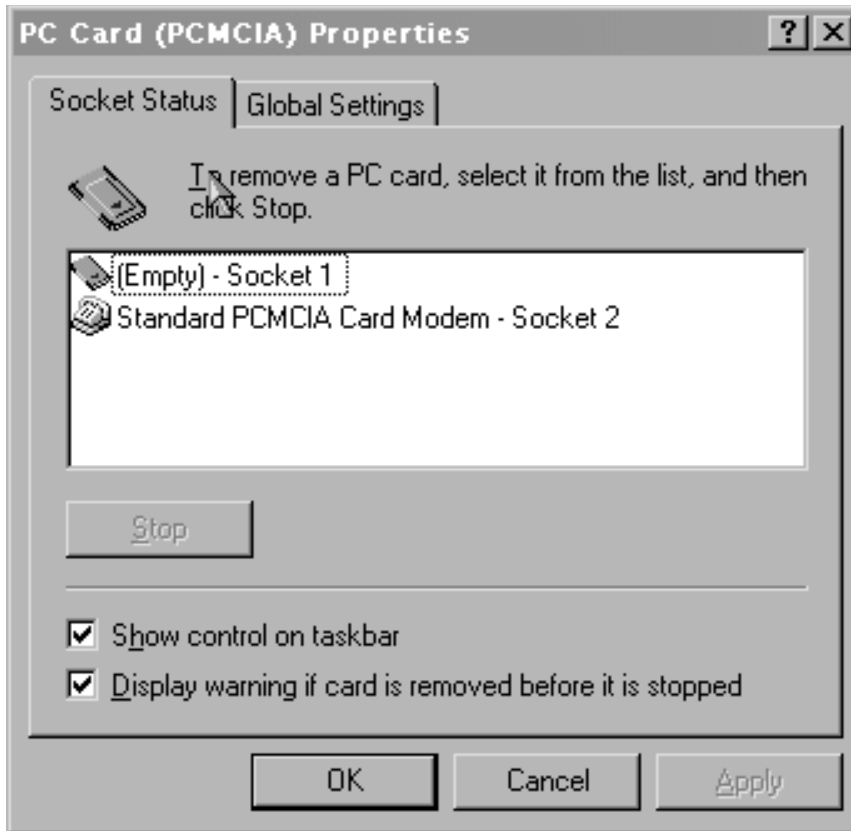 PC Card (PCMCIA) Properties
Socket Status
Global Settings
To remove a PC card, select it from the list, and then
click Stop.
(Empty) - Socket 1
Standard PCMCIA Card Modem - Socket 2
Stop
Show control on taskbar
Display warning if card is removed before it is stopped
OK
Cancel
Apply